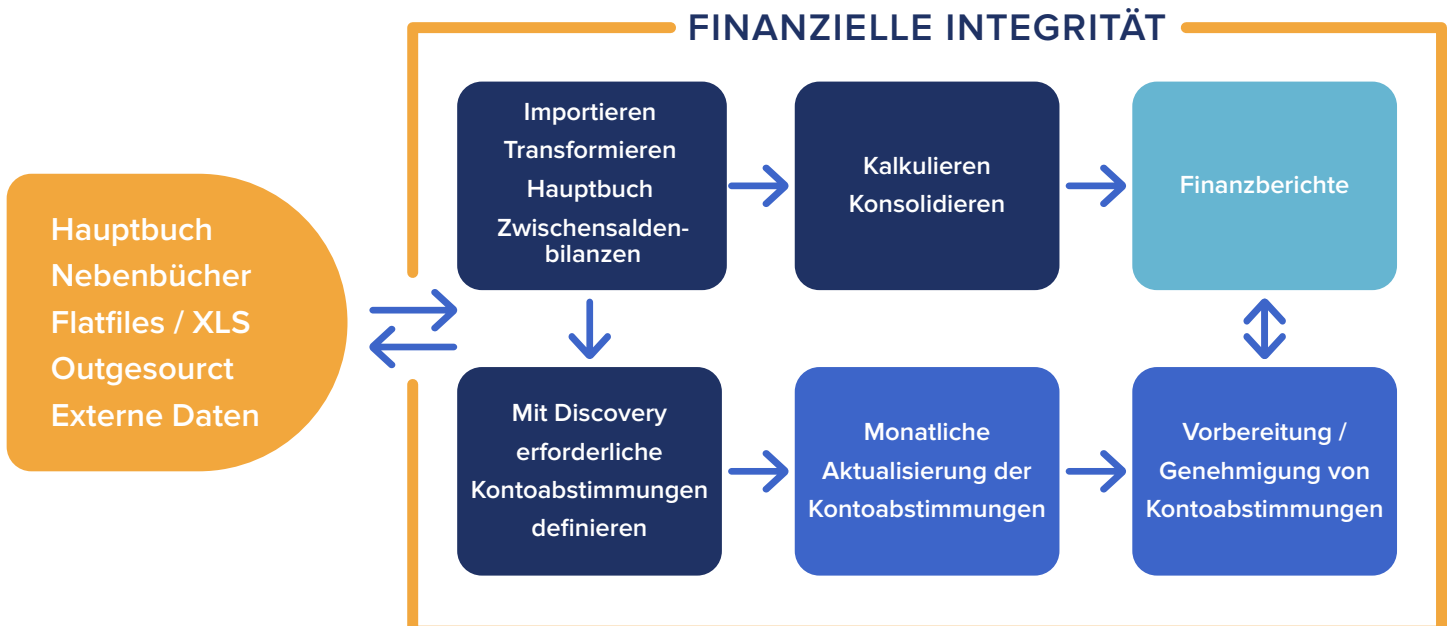 FINANZIELLE INTEGRITÄT
Hauptbuch
Nebenbücher
Flatfiles / XLS
Outgesourct
Externe Daten
Importieren
Transformieren
Hauptbuch
Zwischensalden-
bilanzen
Kalkulieren
Konsolidieren
Finanzberichte
Mit Discovery
erforderliche
Kontoabstimmungen
definieren
Monatliche
Aktualisierung der
Kontoabstimmungen
Vorbereitung /
Genehmigung von
Kontoabstimmungen